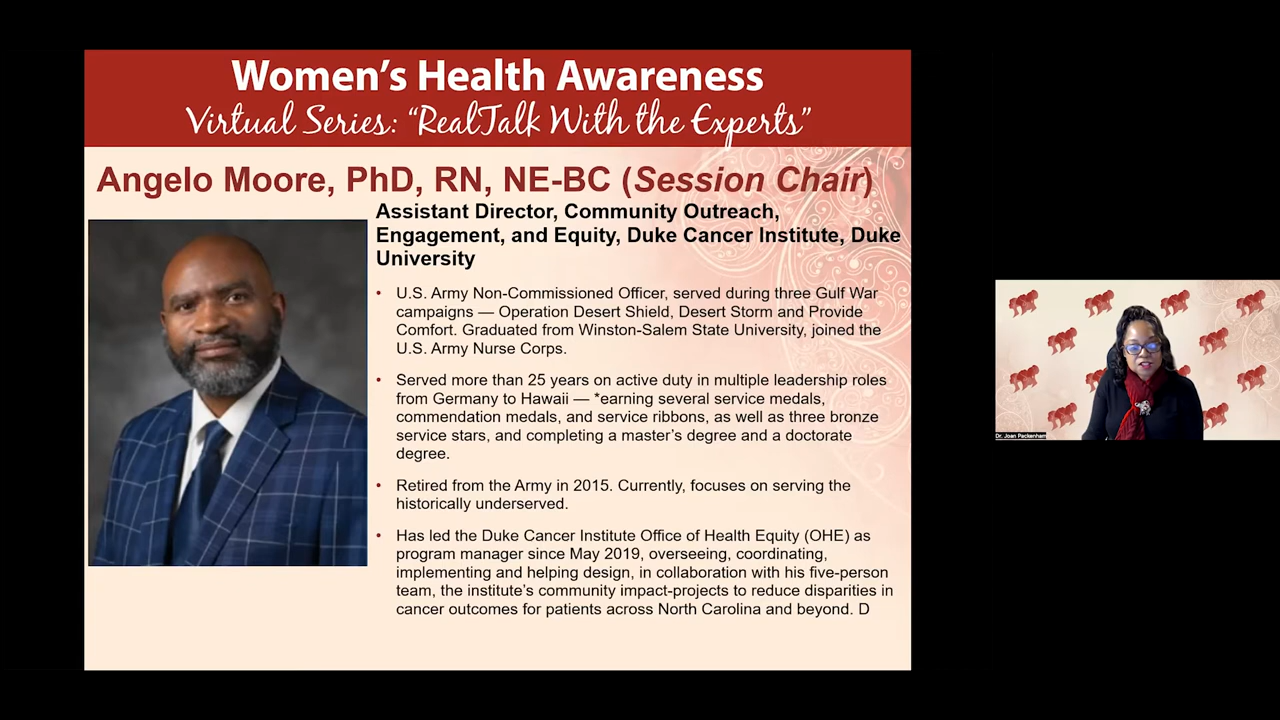 Women's Health Awareness
Virtual Series: "RealTalk With the Experts"
Angelo Moore, PhD, RN, NE-BC (Session Chair)
Assistant Director, Community Outreach,
Engagement, and Equity, Duke Cancer Institute, Duke
University
• U.S. Army Non-Commissioned Officer, served during three Gulf War
campaigns — Operation Desert Shield, Desert Storm and Provide
Comfort. Graduated from Winston-Salem State University, joined the
U.S. Army Nurse Corps.
• Served more than 25 years on active duty in multiple leadership roles
from Germany to Hawaii — *earning several service medals,
commendation medals, and service ribbons, as well as three bronze
service stars, and completing a master's degree and a doctorate
degree.
• Retired from the Army in 2015. Currently, focuses on serving the
historically underserved.
• Has led the Duke Cancer Institute Office of Health Equity (OHE) as
program manager since May 2019, overseeing, coordinating,
implementing and helping design, in collaboration with his five-person
team, the institute's community impact-projects to reduce disparities in
cancer outcomes for patients across North Carolina and beyond. D
Dr. Joan Packenham